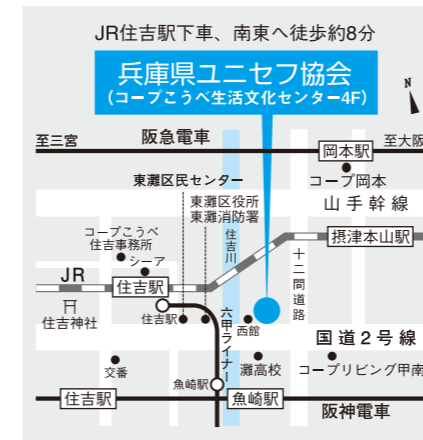 JR住吉駅下車、南東へ徒歩約8分
兵庫県ユニセフ協会
（コープこうべ生活文化センター4F）
N
至三宮
阪急電車
至大阪
岡本駅
コープ岡本
東灘区民センター
東灘区役所
東灘消防署
住吉川
山手幹線
コープこうべ
住吉事務所
シーア
摂津本山駅
十二間道路
JR
住吉駅
住吉神社
住吉駅
六甲ライナー
西館
国道2号線
交番
魚崎駅
灘高校
コープリビング甲南
住吉駅
魚崎駅
阪神電車